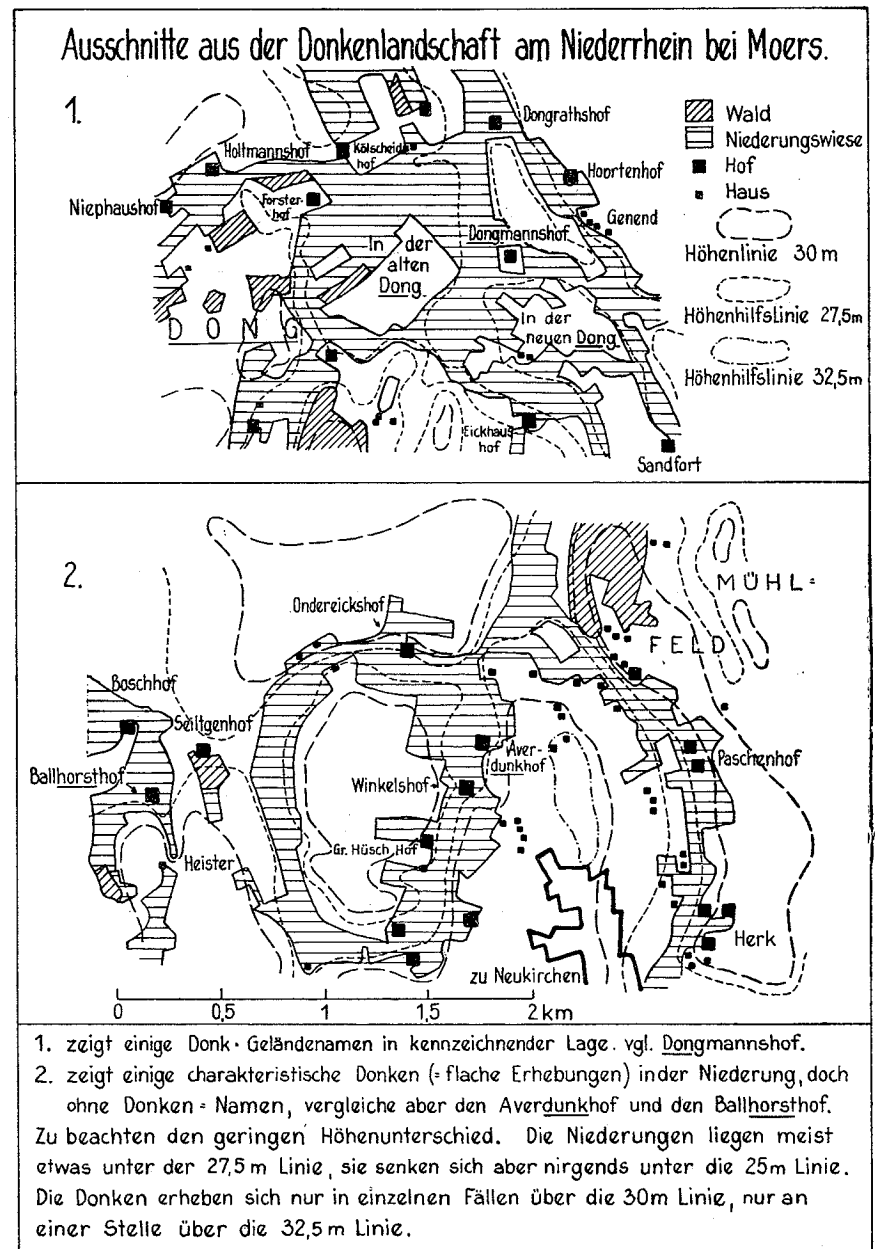 Ausschnitte aus der Donkenlandschaft am Niederrhein bei Moers.
1.
Dongrathshof
Wald
Niederungswiese
Hof
Haus
Höhenlinie 30 m
Höhenhilfslinie 27,5m
Höhenhilfslinie 32,5m
Holtmannshof
Kölscheids
hof
Hoortenhof
Niephaushof
Forster-
hof
Genend
In der
alten
Dong
Dongmannshof
DONG
In der
neuen Dong
Eickhaus
hof
Sandfort
2.
MÜHL=
FELD
Ondereickshof
Boschhof
Seiltgenhof
Ballhorsthof
Aver-
dunkhof
Paschenhof
Winkelshof
Gr. Hüsch Hof
Heister
Herk
zu Neukirchen
0 0,5 1 1,5 2 km
1. zeigt einige Donk-Geländenamen in kennzeichnender Lage. vgl. Dongmannshof.
2. zeigt einige charakteristische Donken (=flache Erhebungen) in der Niederung, doch
ohne Donken=Namen, vergleiche aber den Averdunkhof und den Ballhorsthof.
Zu beachten den geringen Höhenunterschied. Die Niederungen liegen meist
etwas unter der 27,5 m Linie, sie senken sich aber nirgends unter die 25m Linie.
Die Donken erheben sich nur in einzelnen Fällen über die 30m Linie, nur an
einer Stelle über die 32,5 m Linie.